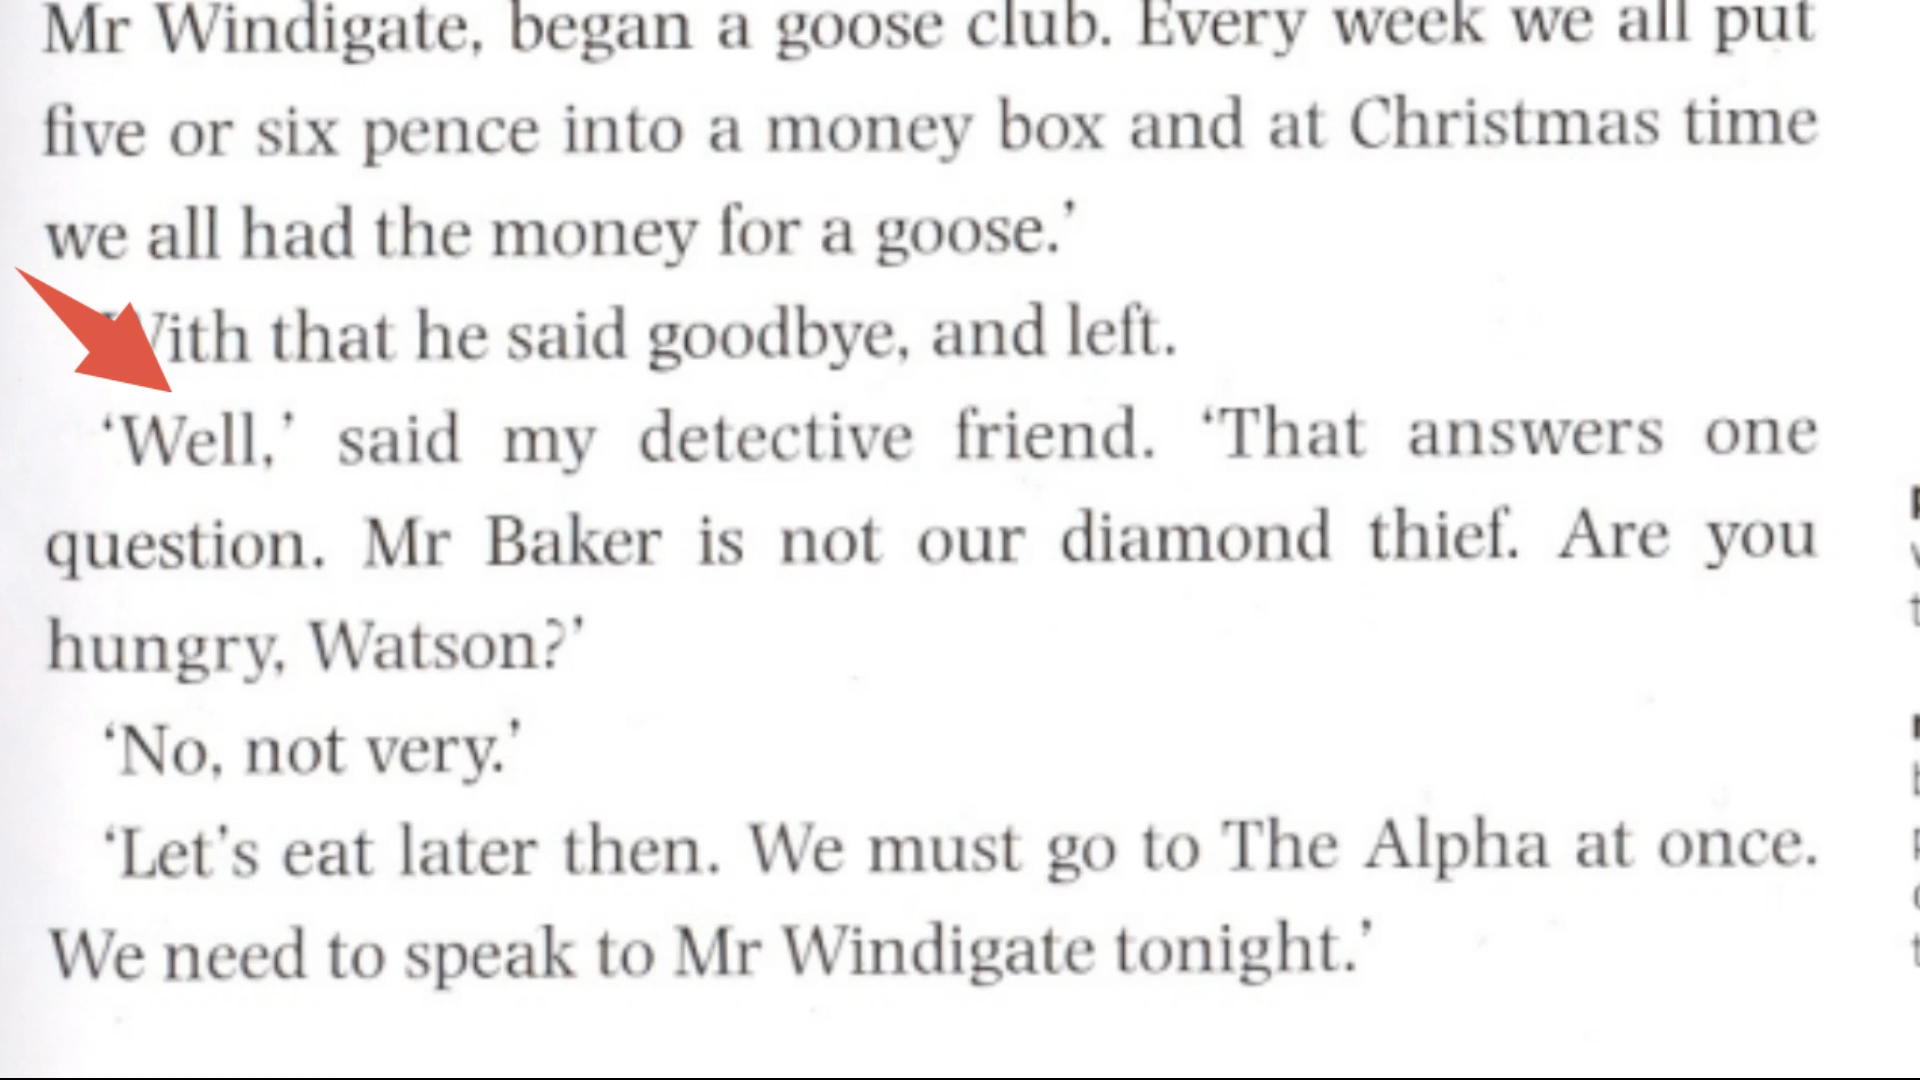 Mr Windigate, began a goose club. Every week we all put
five or six pence into a money box and at Christmas time
we all had the money for a goose.’
With that he said goodbye, and left.
‘Well,’ said my detective friend. ‘That answers one
question. Mr Baker is not our diamond thief. Are you
hungry, Watson?’
‘No, not very.’
‘Let’s eat later then. We must go to The Alpha at once.
We need to speak to Mr Windigate tonight.’